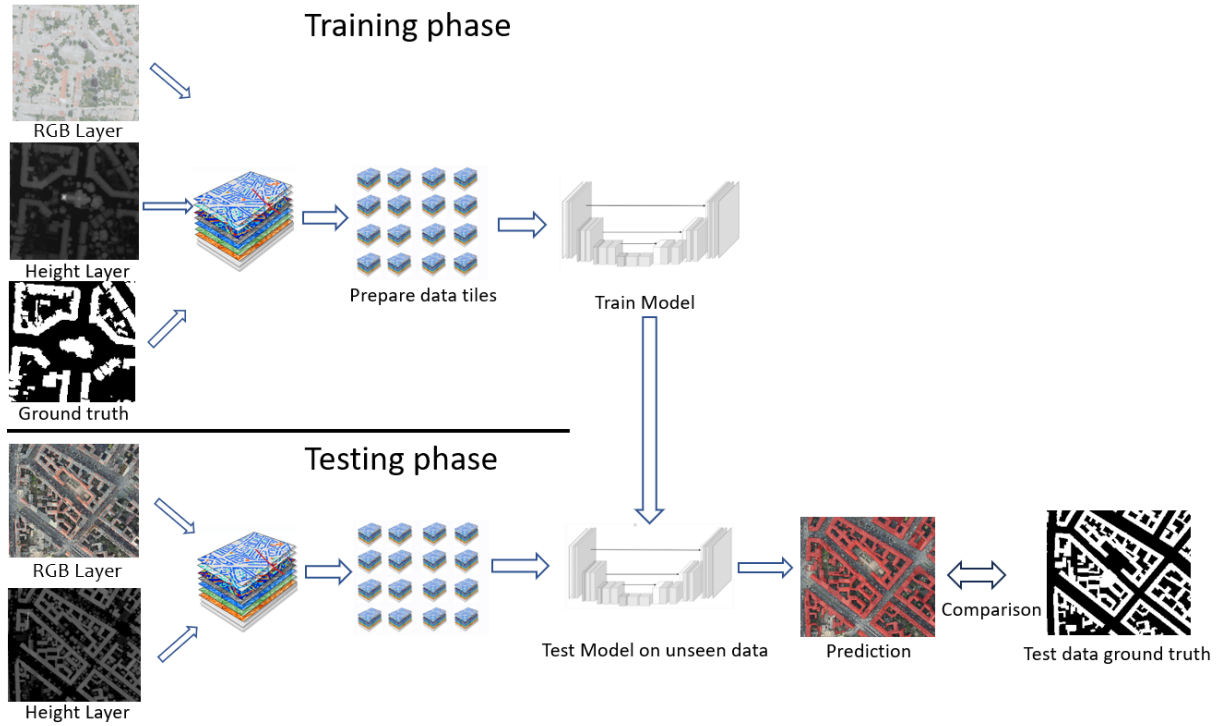 Training phase
RGB Layer
Height Layer
Ground truth
Prepare data tiles
Train Model
Testing phase
RGB Layer
Height Layer
Test Model on unseen data
Prediction
Comparison
Test data ground truth